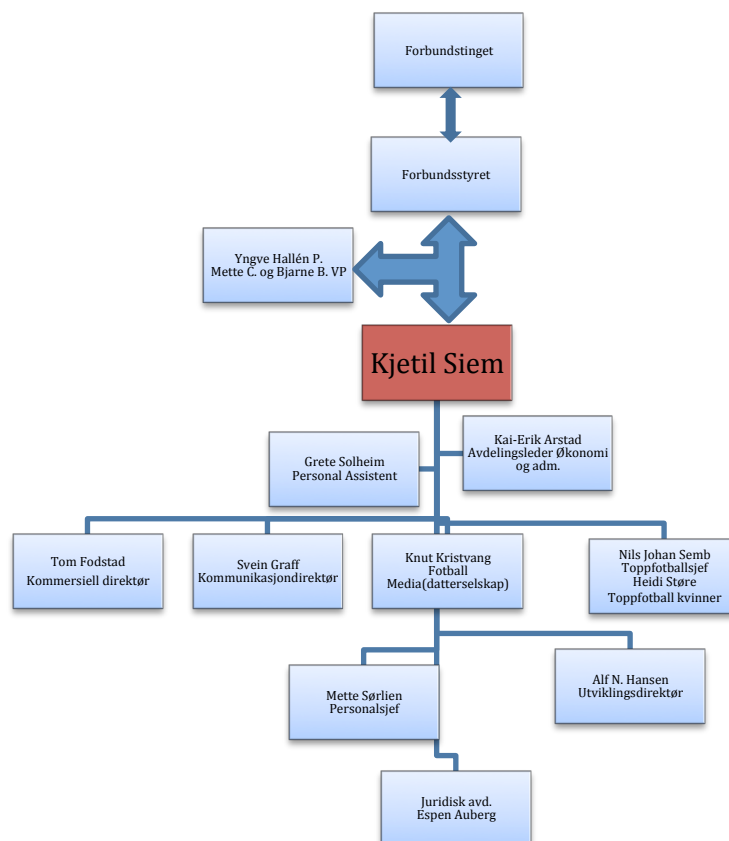 Forbundstinget
Forbundsstyret
Yngve Hallén P.
Mette C. og Bjarne B. VP
Kjetil Siem
Kai-Erik Arstad
Avdelingsleder Økonomi
og adm.
Grete Solheim
Personal Assistent
Tom Fodstad
Kommersiell direktør
Svein Graff
Kommunikasjondirektør
Knut Kristvang
Fotball
Media(datterselskap)
Nils Johan Semb
Toppfotballsjef
Heidi Støre
Toppfotball kvinner
Mette Sørlien
Personalsjef
Alf N. Hansen
Utviklingsdirektør
Juridisk avd.
Espen Auberg